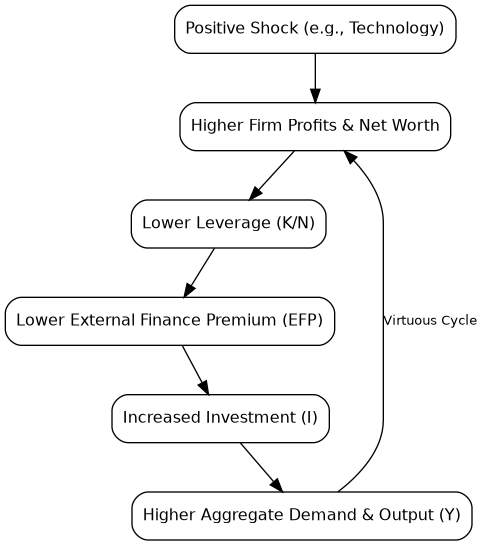 Positive Shock (e.g., Technology)
Higher Firm Profits & Net Worth
Lower Leverage (K/N)
Lower External Finance Premium (EFP)
Virtuous Cycle
Increased Investment (I)
Higher Aggregate Demand & Output (Y)